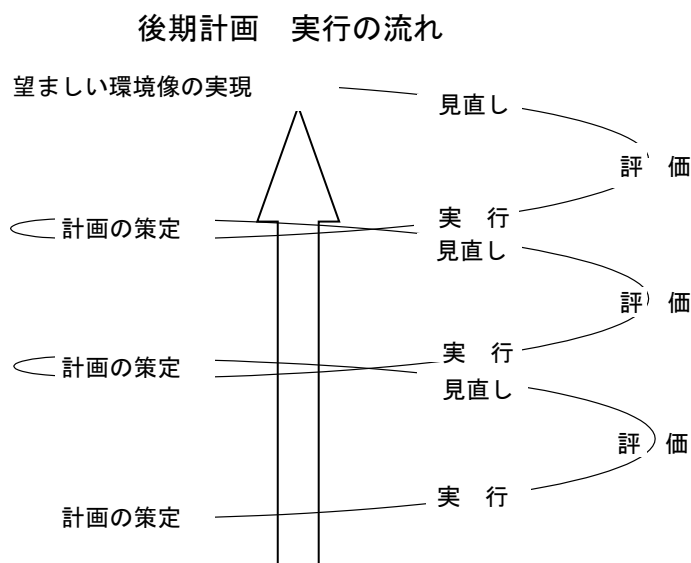 後期計画　実行の流れ
望ましい環境像の実現
見直し
評　価
実　行
計画の策定
見直し
評　価
実　行
計画の策定
見直し
評　価
実　行
計画の策定